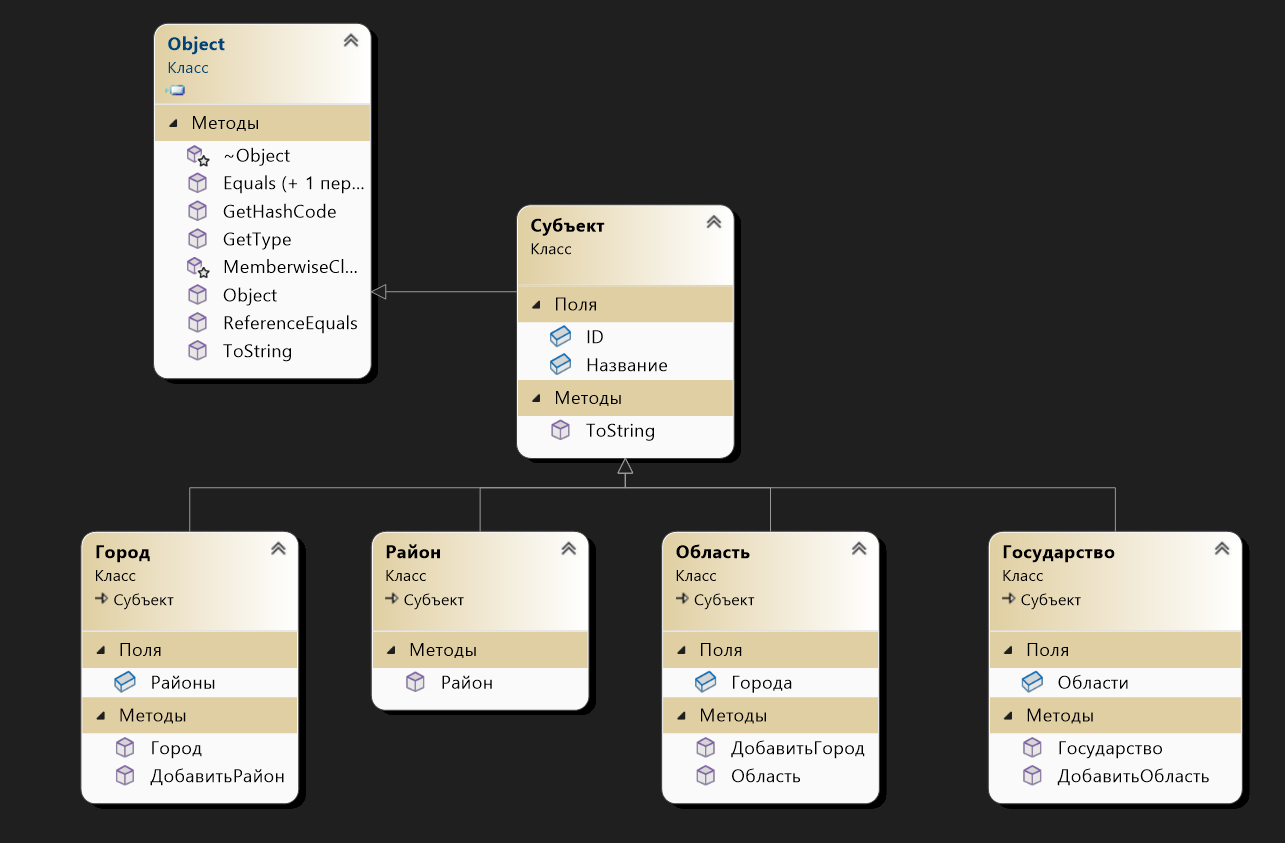 Object
Класс
Методы
~Object
Equals (+ 1 пер...
GetHashCode
GetType
MemberwiseCl...
Object
ReferenceEquals
ToString
Субъект
Класс
Поля
ID
Название
Методы
ToString
Город
Класс
Субъект
Поля
Районы
Методы
Город
ДобавитьРайон
Район
Класс
Субъект
Методы
Район
Область
Класс
Субъект
Поля
Города
Методы
ДобавитьГород
Область
Государство
Класс
Субъект
Поля
Области
Методы
Государство
ДобавитьОбласть